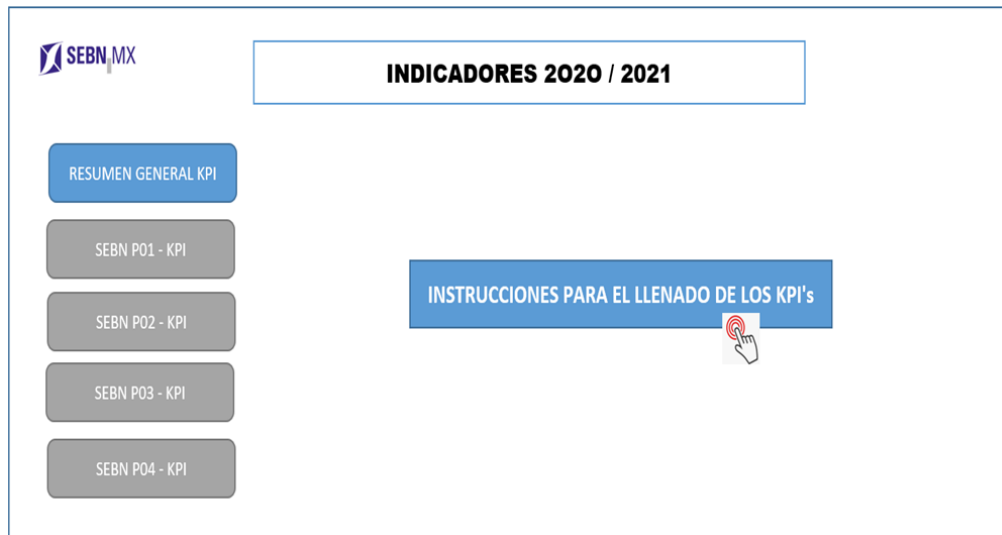 SEBN MX
INDICADORES 2020 / 2021
RESUMEN GENERAL KPI
SEBN P01 - KPI
SEBN P02 - KPI
SEBN P03 - KPI
SEBN P04 - KPI
INSTRUCCIONES PARA EL LLENADO DE LOS KPI's